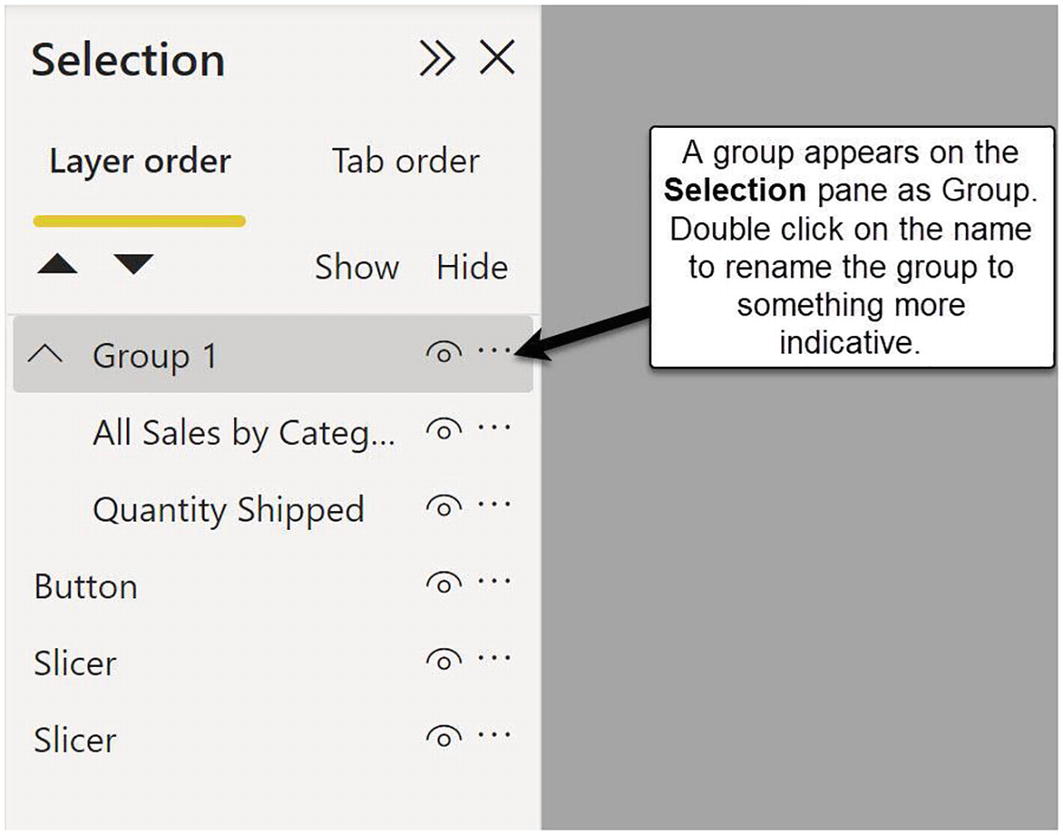 Selection
Layer order Tab order
Show Hide
Group 1
All Sales by Categ...
Quantity Shipped
Button
Slicer
Slicer
A group appears on the
Selection pane as Group.
Double click on the name
to rename the group to
something more
indicative.